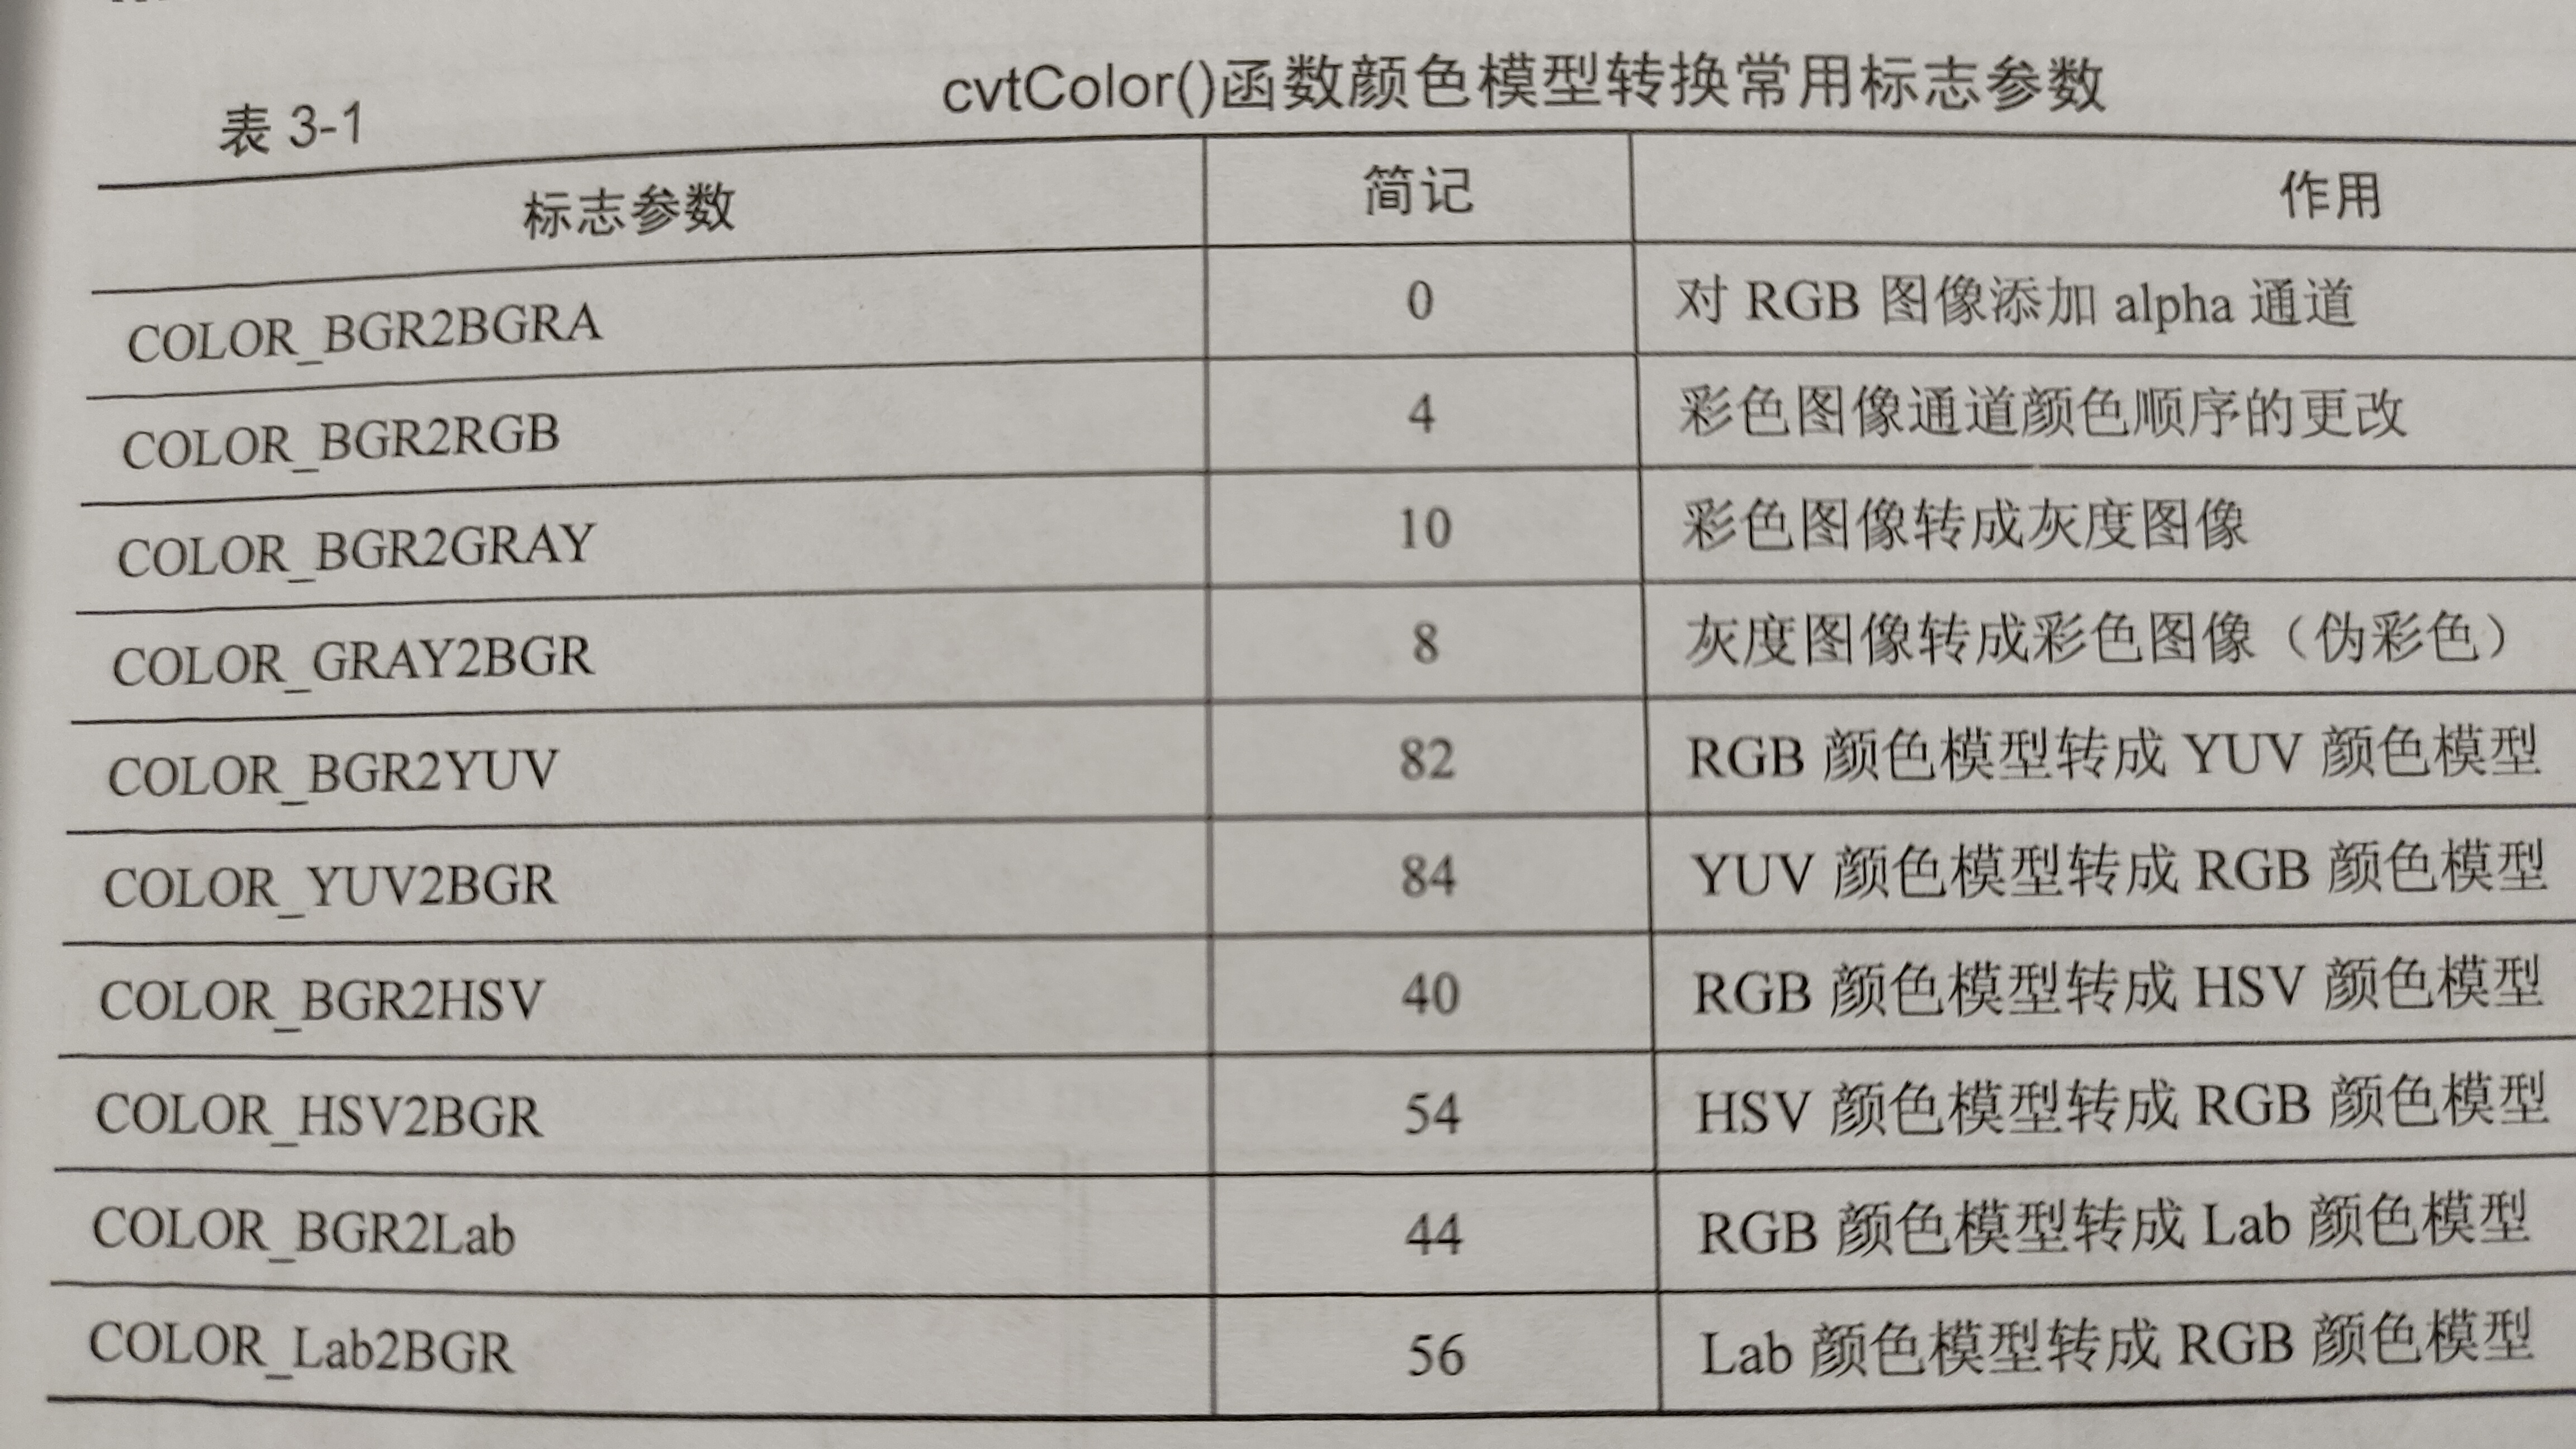 表 3-1
cvtColor()函数颜色模型转换常用标志参数
标志参数 简记 作用
COLOR_BGR2BGRA 0 对 RGB 图像添加 alpha 通道
COLOR_BGR2RGB 4 彩色图像通道颜色顺序的更改
COLOR_BGR2GRAY 10 彩色图像转成灰度图像
COLOR_GRAY2BGR 8 灰度图像转成彩色图像（伪彩色）
COLOR_BGR2YUV 82 RGB 颜色模型转成 YUV 颜色模型
COLOR_YUV2BGR 84 YUV 颜色模型转成 RGB 颜色模型
COLOR_BGR2HSV 40 RGB 颜色模型转成 HSV 颜色模型
COLOR_HSV2BGR 54 HSV 颜色模型转成 RGB 颜色模型
COLOR_BGR2Lab 44 RGB 颜色模型转成 Lab 颜色模型
COLOR_Lab2BGR 56 Lab 颜色模型转成 RGB 颜色模型